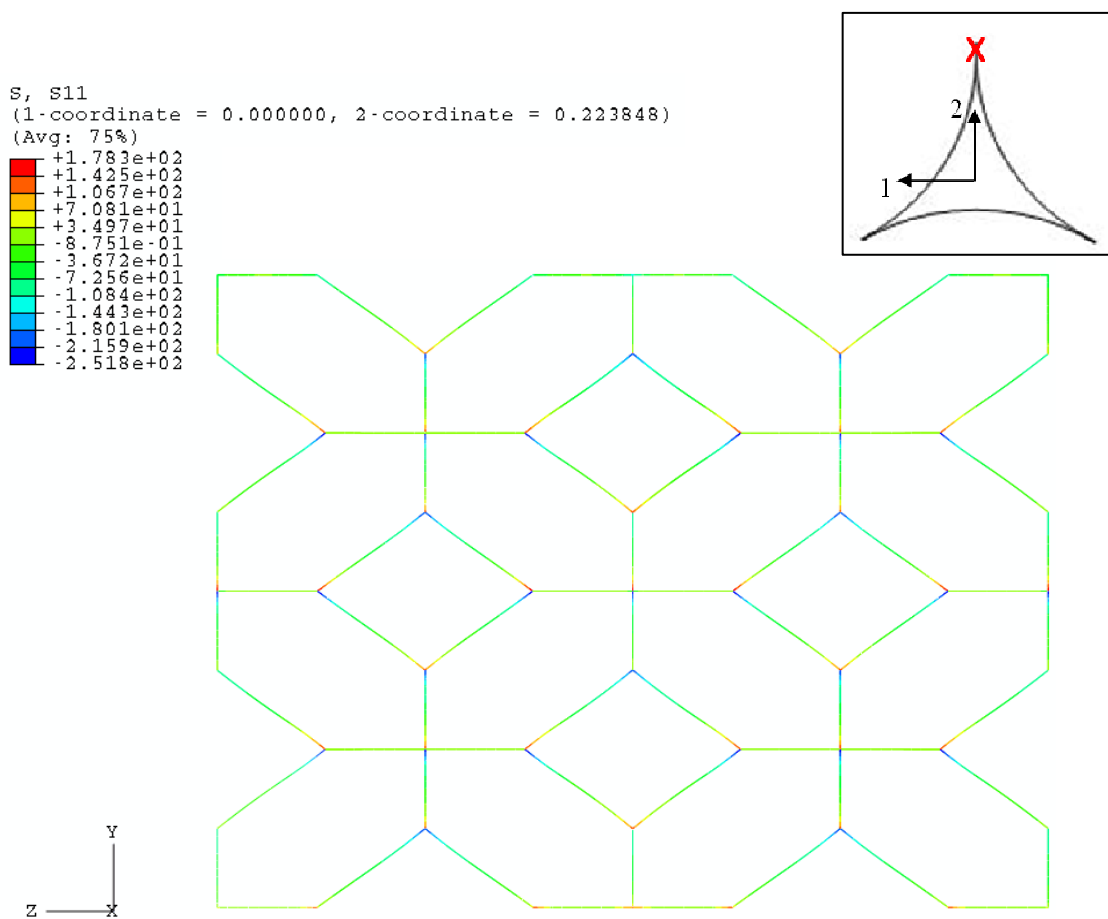 S, S11
(1-coordinate = 0.000000, 2-coordinate = 0.223848)
(Avg: 75%)
+1.783e+02
+1.425e+02
+1.067e+02
+7.081e+01
+3.497e+01
-8.751e-01
-3.672e+01
-7.256e+01
-1.084e+02
-1.443e+02
-1.801e+02
-2.159e+02
-2.518e+02
X
2
1
Y
Z
X